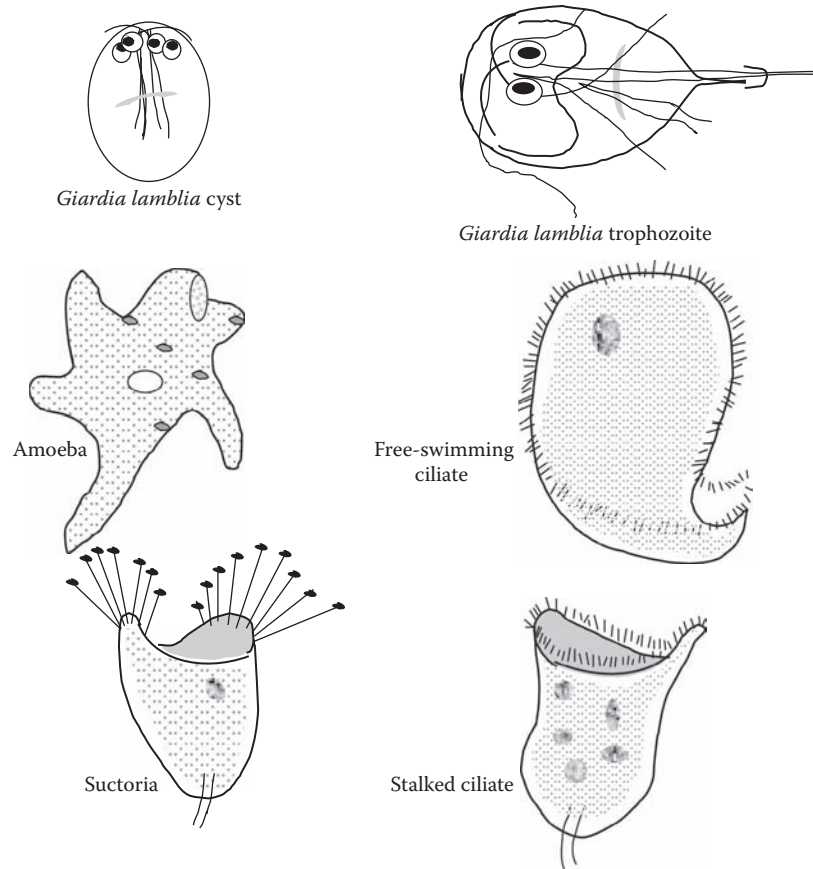 Giardia lamblia cyst
Giardia lamblia trophozoite
Amoeba
Free-swimming
ciliate
Suctoria
Stalked ciliate